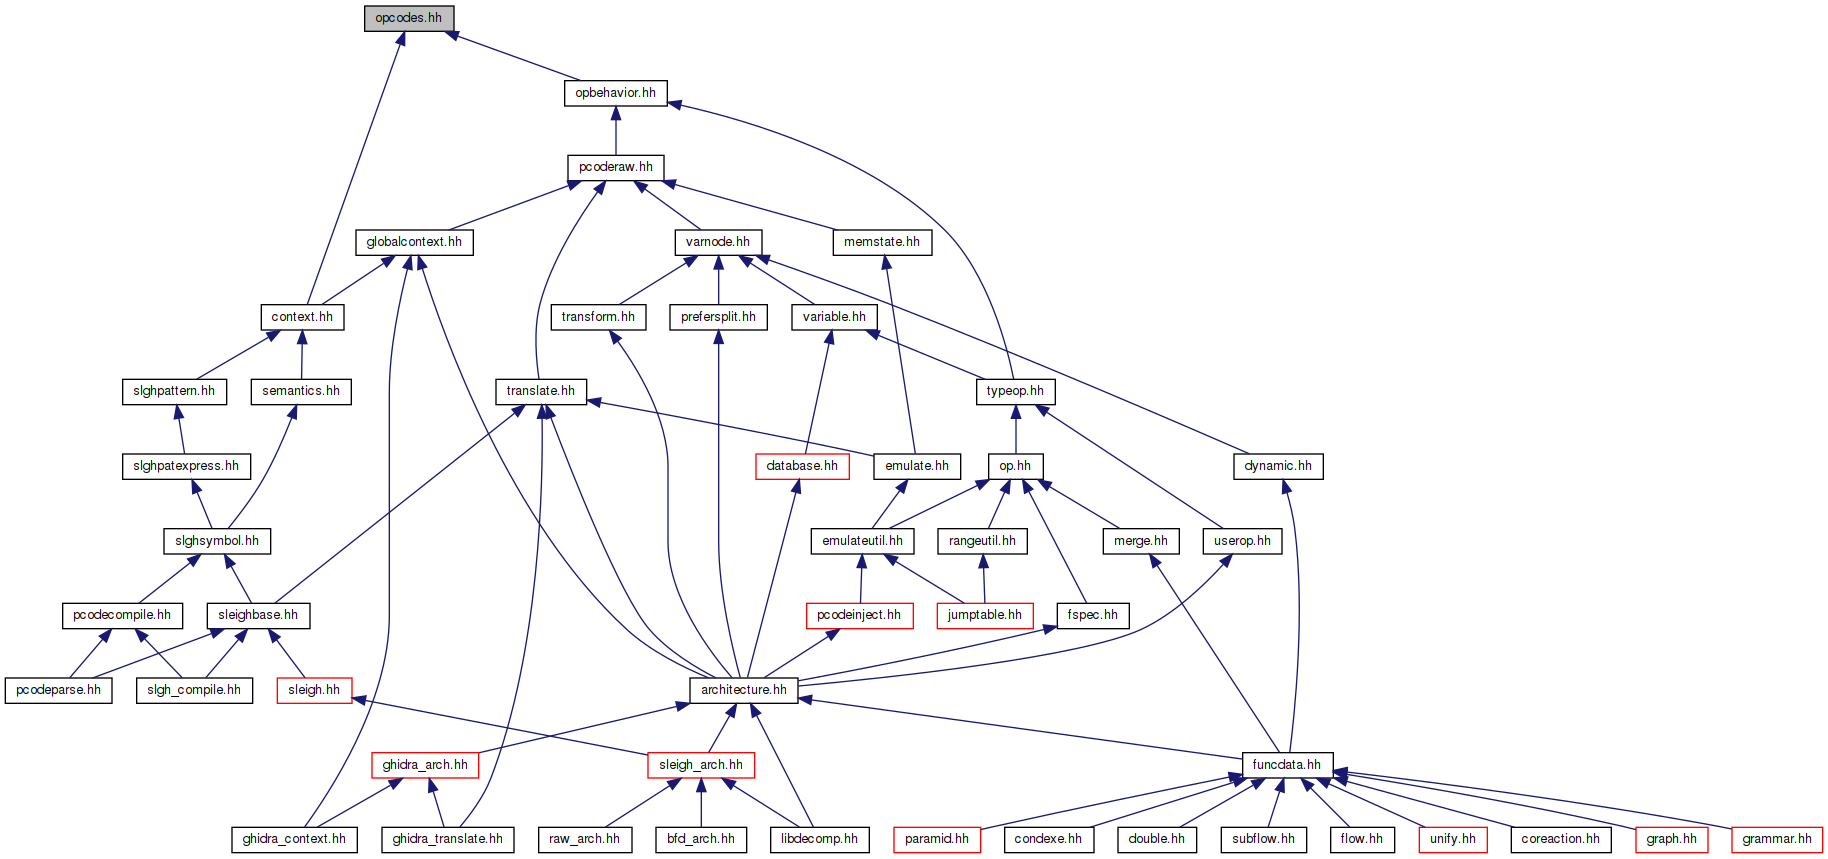 opcodes.hh
opbehavior.hh
pcoderaw.hh
globalcontext.hh
varnode.hh
memstate.hh
context.hh
transform.hh
prefersplit.hh
variable.hh
slghpattern.hh
semantics.hh
translate.hh
typeop.hh
slghpatexpress.hh
database.hh
emulate.hh
op.hh
dynamic.hh
slghsymbol.hh
emulateutil.hh
rangeutil.hh
merge.hh
userop.hh
pcodecompile.hh
sleighbase.hh
pcodeinject.hh
jumptable.hh
fspec.hh
pcodeparse.hh
slgh_compile.hh
sleigh.hh
architecture.hh
ghidra_arch.hh
sleigh_arch.hh
funcdata.hh
ghidra_context.hh
ghidra_translate.hh
raw_arch.hh
bfd_arch.hh
libdecomp.hh
paramid.hh
condexe.hh
double.hh
subflow.hh
flow.hh
unify.hh
coreaction.hh
graph.hh
grammar.hh